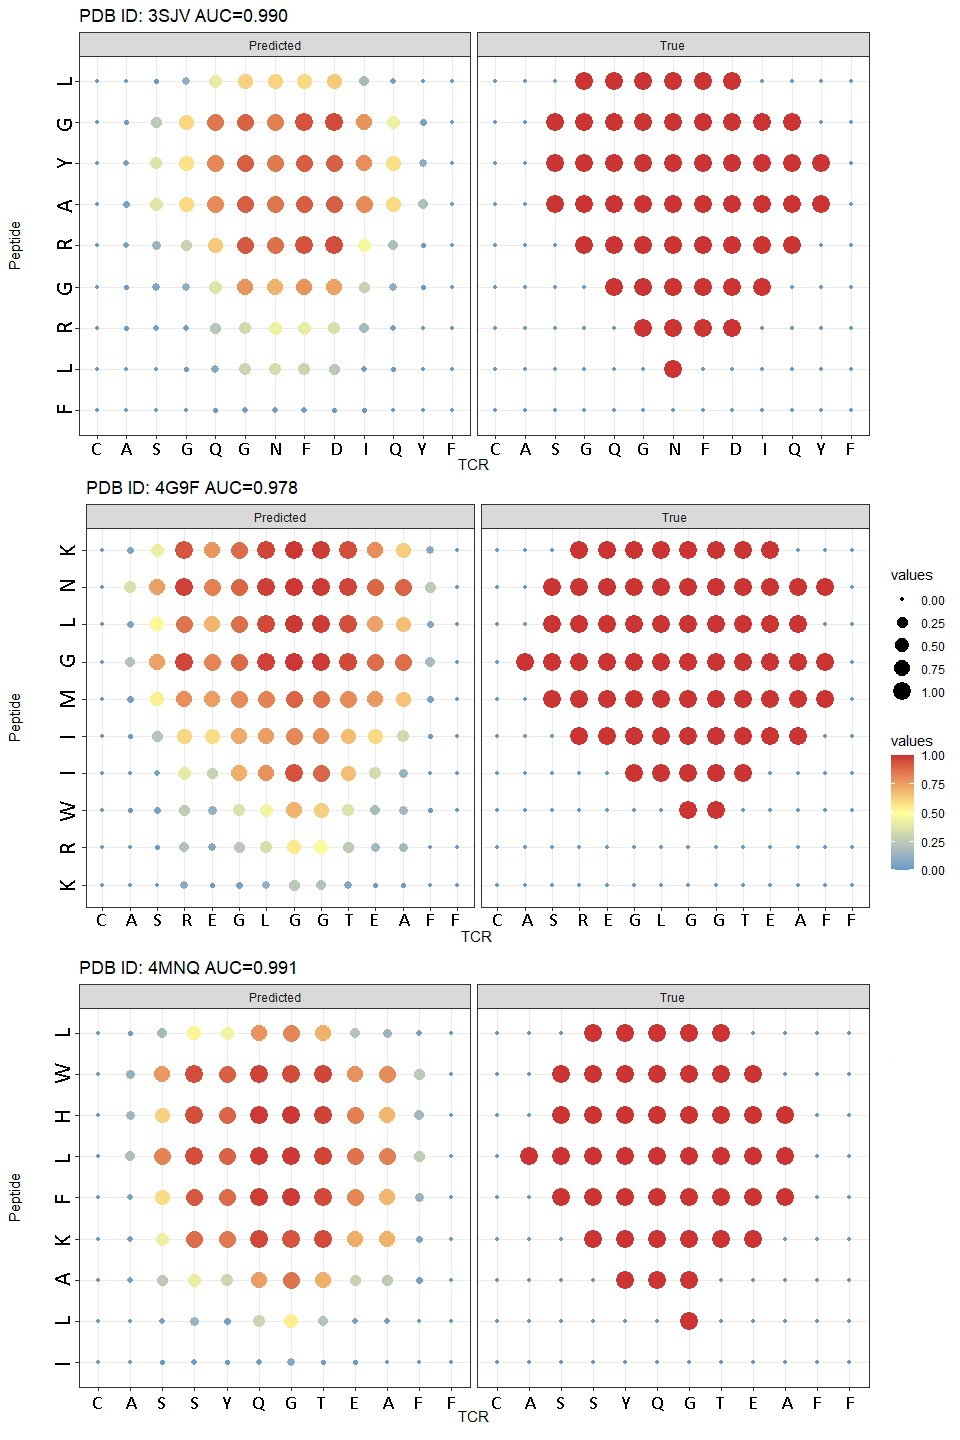 PDB ID: 3SJV AUC=0.990
Predicted
True
L
G
Y
A
R
G
R
L
F
Peptide
C A S G Q G N F D I Q Y F
C A S G Q G N F D I Q Y F
TCR
PDB ID: 4G9F AUC=0.978
Predicted
True
K
N
L
G
M
I
I
W
R
K
Peptide
C A S R E G L G G T E A F F
C A S R E G L G G T E A F F
TCR
values
0.00
0.25
0.50
0.75
1.00
values
1.00
0.75
0.50
0.25
0.00
PDB ID: 4MNQ AUC=0.991
Predicted
True
L
W
H
L
F
K
A
L
I
Peptide
C A S S Y Q G T E A F F
C A S S Y Q G T E A F F
TCR